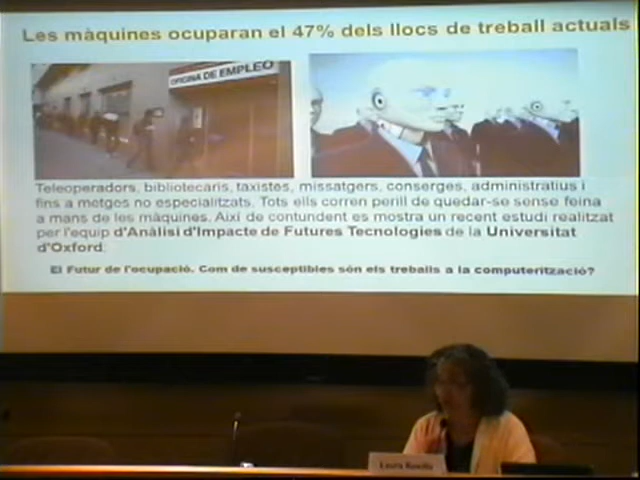 Les màquines ocuparan el 47% dels llocs de treball actuals
OFICINA DE EMPLEO
Teleoperadors, bibliotecaris, taxistes, missatgers, conserges, administratius i
fins a metges no especialitzats. Tots ells corren perill de quedar-se sense feina
a mans de les màquines. Així de contundent es mostra un recent estudi realitzat
per l'equip d'Anàlisi d'Impacte de Futures Tecnologies de la Universitat
d'Oxford.
El Futur de l'ocupació. Com de susceptibles són els treballs a la computerització?
Laura